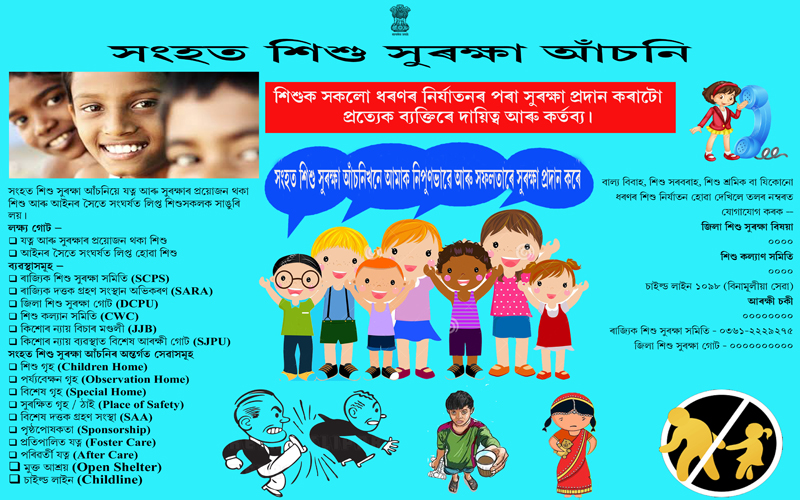 সংহত শিশু সুৰক্ষা আঁচনি
শিশুক সকলো ধৰণৰ নিৰ্যাতনৰ পৰা সুৰক্ষা প্ৰদান কৰাটো
প্ৰত্যেক ব্যক্তিৰে দায়িত্ব আৰু কৰ্তব্য।
সংহত শিশু সুৰক্ষা আঁচনিখনে আমাক নিপুণভাৱে আৰু সফলতাৰে সুৰক্ষা প্ৰদান কৰে
সংহত শিশু সুৰক্ষা আঁচনিয়ে যত্ন আৰু সুৰক্ষাৰ প্ৰয়োজন থকা
শিশু আৰু আইনৰ সৈতে সংঘৰ্যত লিপ্ত শিশুসকলক সাঙুৰি
লয়।
লক্ষ্য গোট –
যত্ন আৰু সুৰক্ষাৰ প্ৰয়োজন থকা শিশু
আইনৰ সৈতে সংঘৰ্যত লিপ্ত হোৱা শিশু
ব্যৱস্থাসমূহ –
ৰাজ্যিক শিশু সুৰক্ষা সমিতি (SCPS)
ৰাজ্যিক দত্তক গ্ৰহণ সংস্থান অভিকৰণ (SARA)
জিলা শিশু সুৰক্ষা গোট (DCPU)
শিশু কল্যান সমিতি (CWC)
কিশোৰ ন্যায় বিচাৰ মণ্ডলী (JJB)
কিশোৰ ন্যায় ব্যৱস্থাত বিশেষ আৰক্ষী গোট (SJPU)
সংহত শিশু সুৰক্ষা আঁচনিৰ অন্তৰ্গত সেৱাসমূহ
শিশু গৃহ (Children Home)
পৰ্য্যবেক্ষন গৃহ (Observation Home)
বিশেষ গৃহ (Special Home)
সুৰক্ষিত গৃহ / ঠাই (Place of Safety)
বিশেষ দত্তক গ্ৰহণ সংস্থা (SAA)
পৃষ্ঠপোষকতা (Sponsorship)
প্ৰতিপালিত যত্ন (Foster Care)
পৰিবৰ্তী যত্ন (After Care)
মুক্ত আশ্ৰয় (Open Shelter)
চাইল্ড লাইন (Childline)
বাল্য বিবাহ, শিশু সৰবৰাহ, শিশু শ্ৰমিক বা যিকোনো
ধৰণৰ শিশু নিৰ্যাতন হোৱা দেখিলে তলৰ নম্বৰত
যোগাযোগ কৰক –
জিলা শিশু সুৰক্ষা বিষয়া
০০০০
শিশু কল্যাণ সমিতি
০০০০
চাইল্ড লাইন ১০৯৮ (বিনামূলীয়া সেৱা)
আৰক্ষী চকী
০০০০০০০০
ৰাজ্যিক শিশু সুৰক্ষা সমিতি - ০৩৬১-২২২৯২৭৫
জিলা শিশু সুৰক্ষা গোট - ০০০০০০০০০০